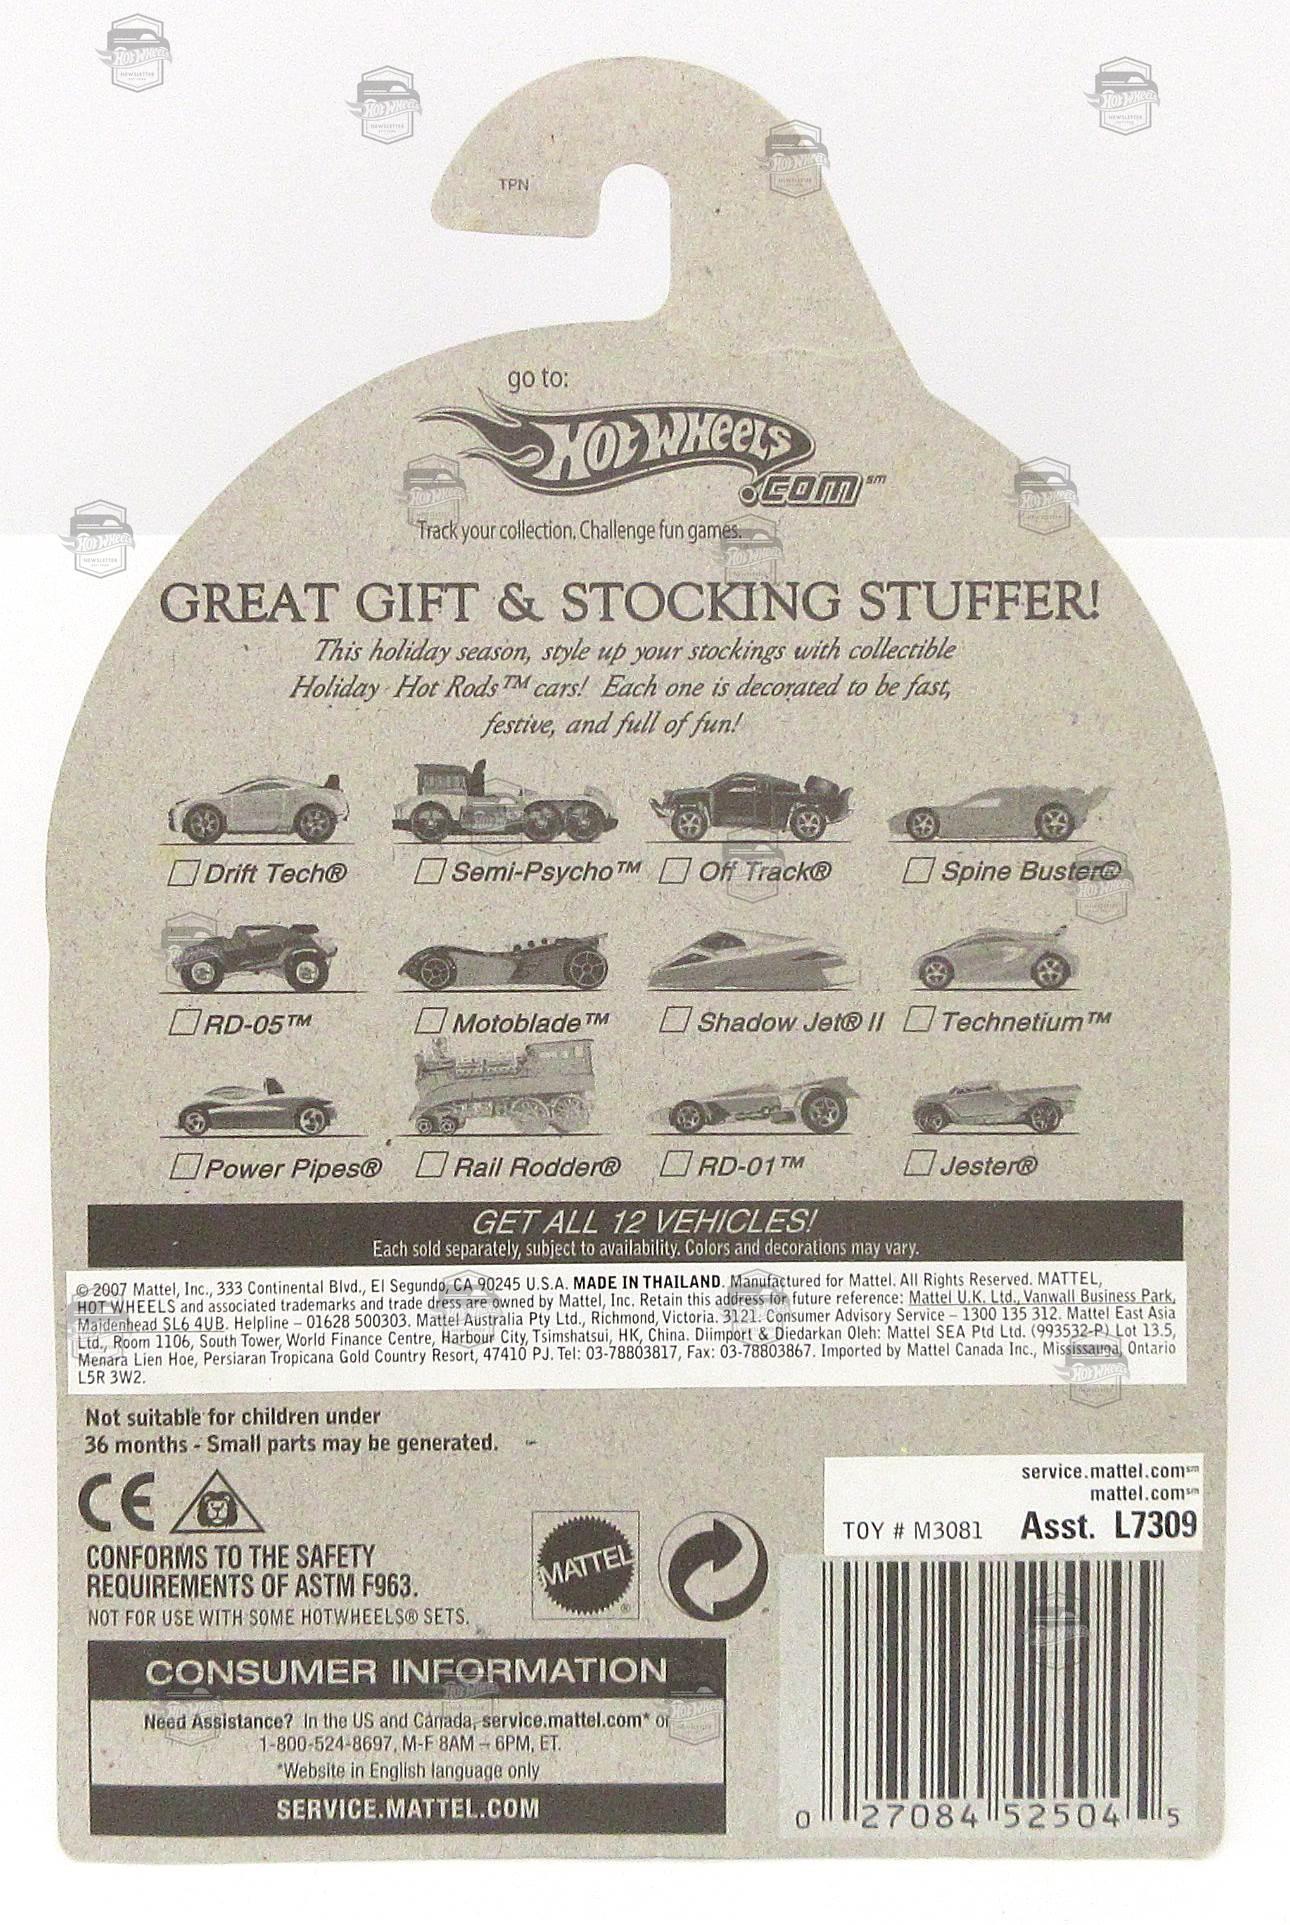 TPN
go to:
Hot Wheels
.com℠
Track your collection. Challenge fun games.
GREAT GIFT & STOCKING STUFFER!
This holiday season, style up your stockings with collectible
Holiday Hot Rods™ cars! Each one is decorated to be fast,
festive, and full of fun!
Drift Tech® Semi-Psycho™ Off Track® Spine Buster®
RD-05™ Motoblade™ Shadow Jet® II Technetium™
Power Pipes® Rail Rodder® RD-01™ Jester®
GET ALL 12 VEHICLES!
Each sold separately, subject to availability. Colors and decorations may vary.
© 2007 Mattel, Inc., 333 Continental Blvd., El Segundo, CA 90245 U.S.A. MADE IN THAILAND. Manufactured for Mattel. All Rights Reserved. MATTEL,
HOT WHEELS and associated trademarks and trade dress are owned by Mattel, Inc. Retain this address for future reference: Mattel U.K. Ltd., Vanwall Business Park,
Maidenhead SL6 4UB. Helpline – 01628 500303. Mattel Australia Pty Ltd., Richmond, Victoria. 3121. Consumer Advisory Service – 1300 135 312. Mattel East Asia
Ltd., Room 1106, South Tower, World Finance Centre, Harbour City, Tsimshatsui, HK, China. Diimport & Diedarkan Oleh: Mattel SEA Ptd Ltd. (993532-P) Lot 13.5,
Menara Lien Hoe, Persiaran Tropicana Gold Country Resort, 47410 PJ. Tel: 03-78803817, Fax: 03-78803867. Imported by Mattel Canada Inc., Mississauga, Ontario
L5R 3W2.
Not suitable for children under
36 months - Small parts may be generated.
CE
CONFORMS TO THE SAFETY
REQUIREMENTS OF ASTM F963.
NOT FOR USE WITH SOME HOTWHEELS® SETS.
MATTEL®
service.mattel.com℠
mattel.com℠
TOY # M3081 Asst. L7309
CONSUMER INFORMATION
Need Assistance? In the US and Canada, service.mattel.com* or
1-800-524-8697, M-F 8AM – 6PM, ET.
*Website in English language only
SERVICE.MATTEL.COM
0 27084 52504 5